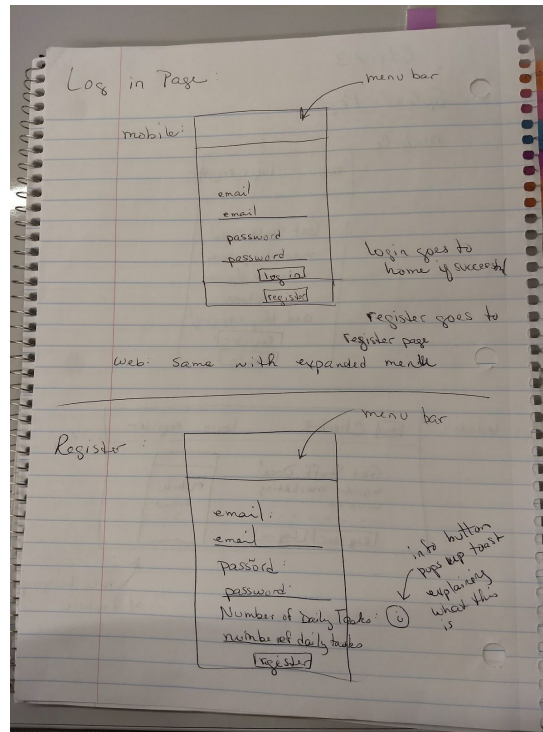 Log in Page:
menu bar
mobile:
email
email
password
password
log in
register
login goes to
home if successful
register goes to
register page
web: same with expanded menu
menu bar
Register:
email:
email
passord:
password
Number of Daily Tasks: i
number of daily tasks
register
info button
pops up toast
explaining
what this
is